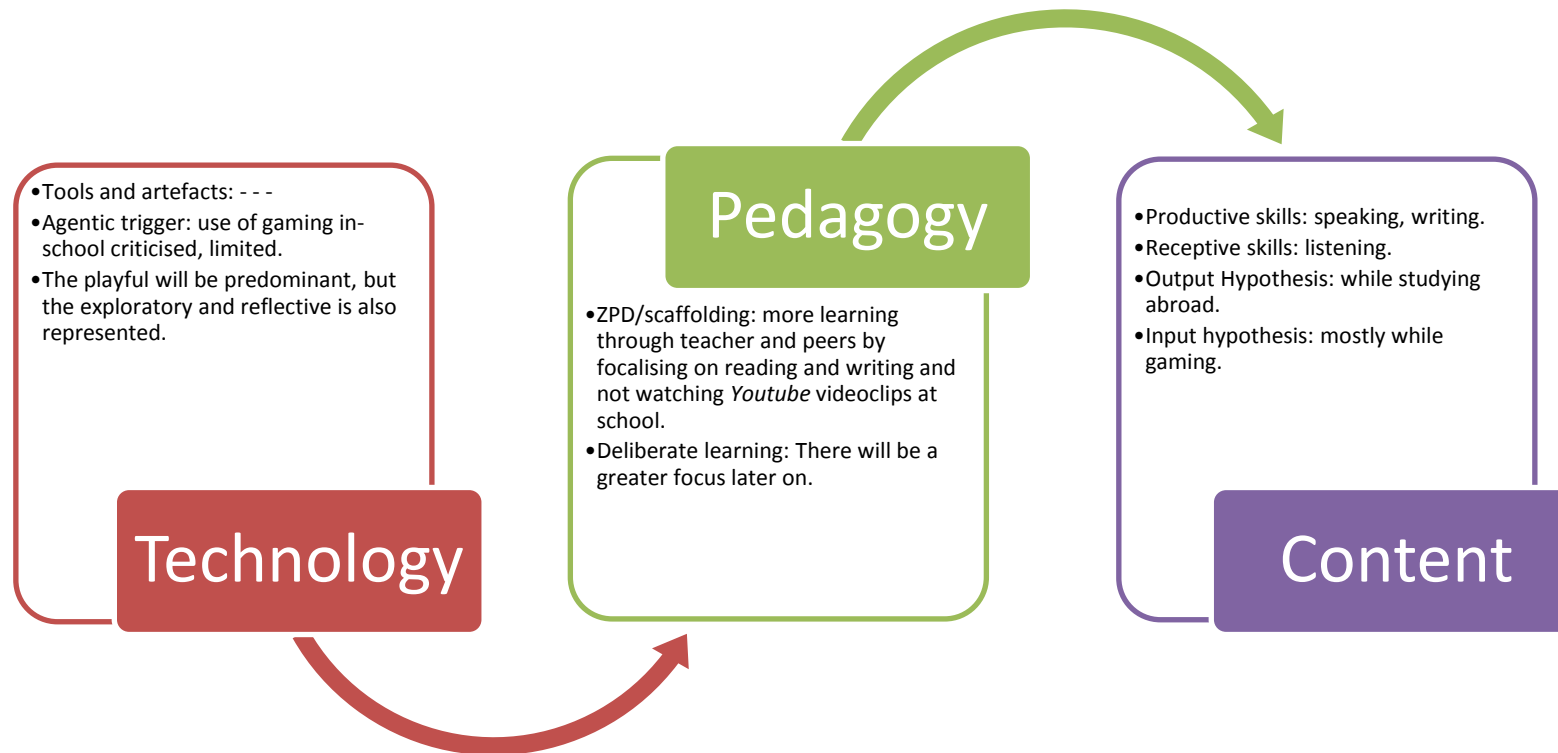 •Tools and artefacts: - - -
•Agentic trigger: use of gaming in-
school criticised, limited.
•The playful will be predominant, but
the exploratory and reflective is also
represented.
Technology
Pedagogy
•ZPD/scaffolding: more learning
through teacher and peers by
focalising on reading and writing and
not watching Youtube videoclips at
school.
•Deliberate learning: There will be a
greater focus later on.
•Productive skills: speaking, writing.
•Receptive skills: listening.
•Output Hypothesis: while studying
abroad.
•Input hypothesis: mostly while
gaming.
Content